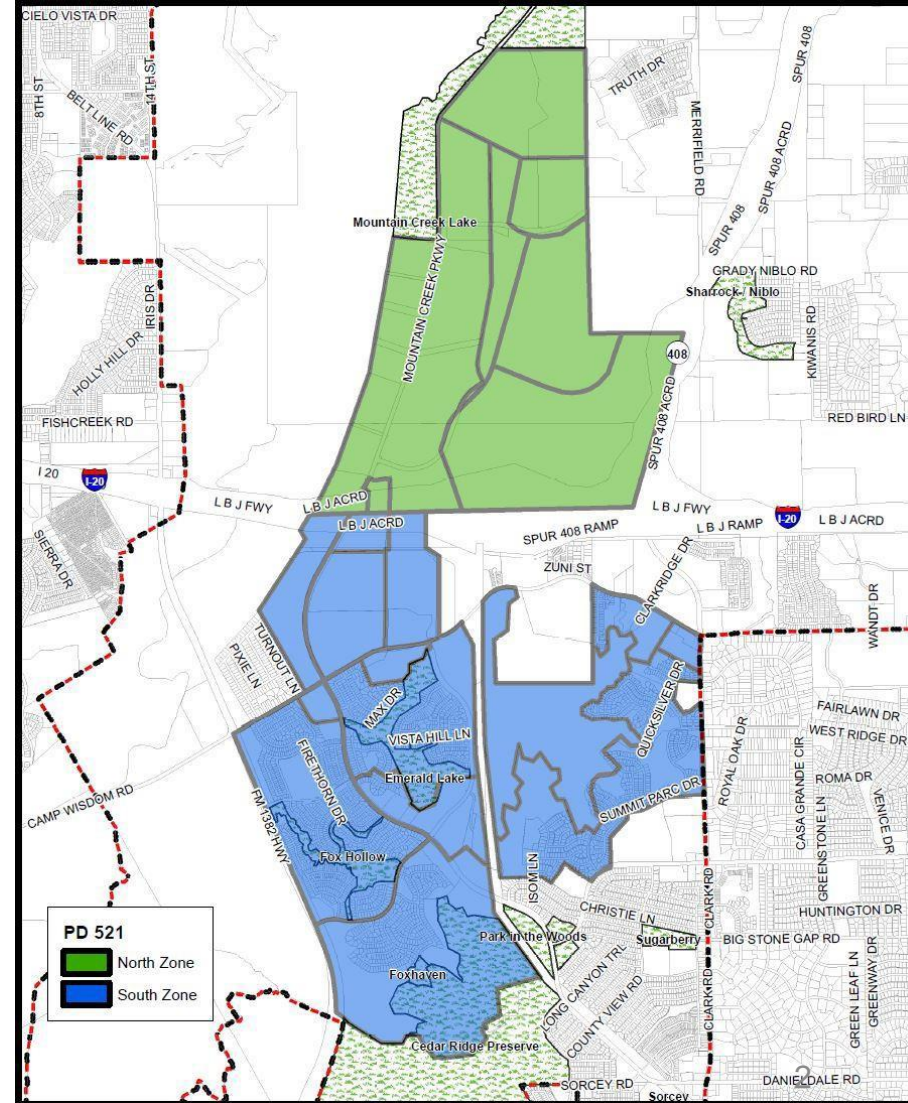 CIELO VISTA DR
8TH ST
14TH ST
BELT LINE RD
TRUTH DR
MERRIFIELD RD
SPUR 408
SPUR 408 ACRD
SPUR 408
Mountain Creek Lake
MOUNTAIN CREEK PKWY
GRADY NIBLO RD
Sharrock / Niblo
KIWANIS RD
IRIS DR
HOLLY HILL DR
408
SPUR 408 ACRD
FISHCREEK RD
RED BIRD LN
I 20
I-20
L B J FWY
L B J ACRD
L B J ACRD
L B J FWY
I-20
L B J RAMP
L B J ACRD
SPUR 408 RAMP
ZUNI ST
SIERRA DR
CLARKRIDGE DR
WANDT DR
TURNOUT LN
PIXIE LN
MAX DR
VISTA HILL LN
QUICKSILVER DR
FAIRLAWN DR
WEST RIDGE DR
ROYAL OAK DR
CASA GRANDE CIR
ROMA DR
GREENSTONE LN
VENICE DR
FIRETHORN DR
Emerald Lake
SUMMIT PARC DR
CAMP WISDOM RD
FM 1382 HWY
Fox Hollow
ISOM LN
CLARK RD
CHRISTIE LN
HUNTINGTON DR
Park in the Woods
Sugarberry
BIG STONE GAP RD
PD 521
North Zone
South Zone
Foxhaven
LONG CANYON TRL
COUNTY VIEW RD
CLARK RD
GREEN LEAF LN
GREENWAY DR
Cedar Ridge Preserve
SORCEY RD
Sorcey
DANIELDALE RD
2